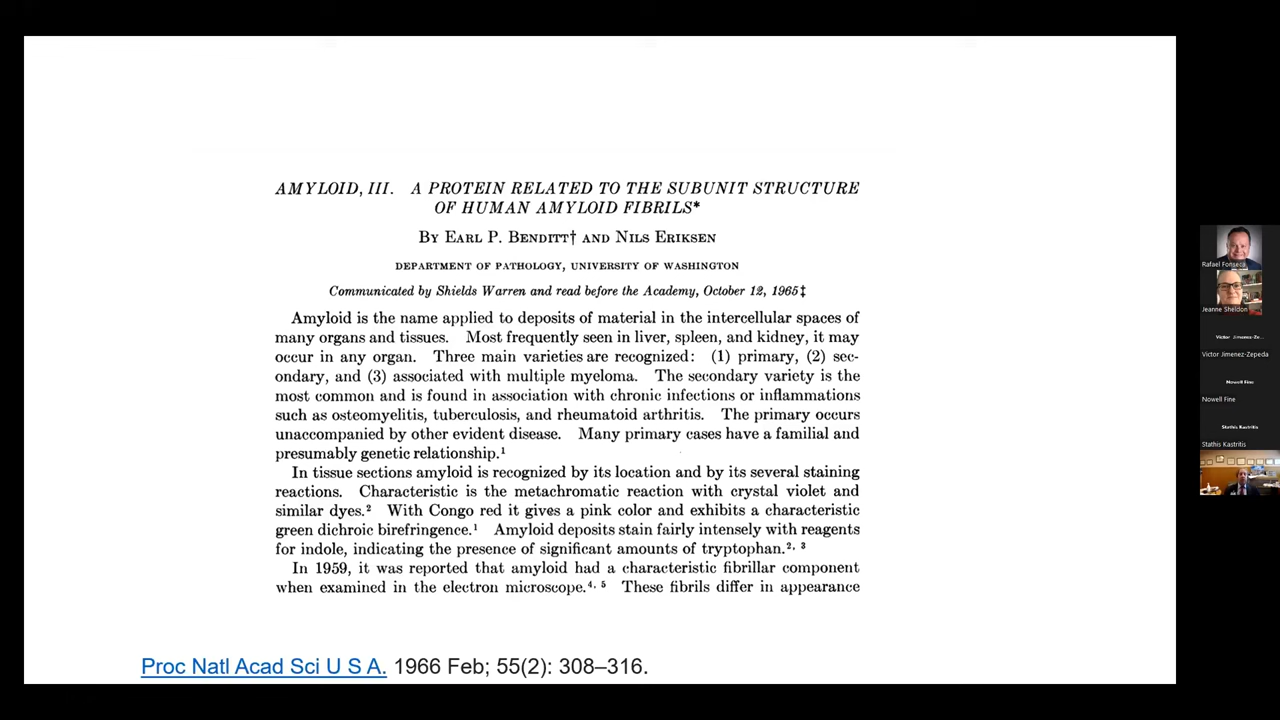 AMYLOID, III. A PROTEIN RELATED TO THE SUBUNIT STRUCTURE
OF HUMAN AMYLOID FIBRILS*
BY EARL P. BENDITT† AND NILS ERIKSEN
DEPARTMENT OF PATHOLOGY, UNIVERSITY OF WASHINGTON
Communicated by Shields Warren and read before the Academy, October 12, 1965‡
Amyloid is the name applied to deposits of material in the intercellular spaces of
many organs and tissues. Most frequently seen in liver, spleen, and kidney, it may
occur in any organ. Three main varieties are recognized: (1) primary, (2) sec-
ondary, and (3) associated with multiple myeloma. The secondary variety is the
most common and is found in association with chronic infections or inflammations
such as osteomyelitis, tuberculosis, and rheumatoid arthritis. The primary occurs
unaccompanied by other evident disease. Many primary cases have a familial and
presumably genetic relationship.¹
In tissue sections amyloid is recognized by its location and by its several staining
reactions. Characteristic is the metachromatic reaction with crystal violet and
similar dyes.² With Congo red it gives a pink color and exhibits a characteristic
green dichroic birefringence.¹ Amyloid deposits stain fairly intensely with reagents
for indole, indicating the presence of significant amounts of tryptophan.²˒ ³
In 1959, it was reported that amyloid had a characteristic fibrillar component
when examined in the electron microscope.⁴˒ ⁵ These fibrils differ in appearance
Proc Natl Acad Sci U S A. 1966 Feb; 55(2): 308–316.
Rafael Fonseca
Jeanne Sheldon
Victor Jimenez-Ze...
Victor Jimenez-Zepeda
Nowell Fine
Nowell Fine
Stathis Kastritis
Stathis Kastritis